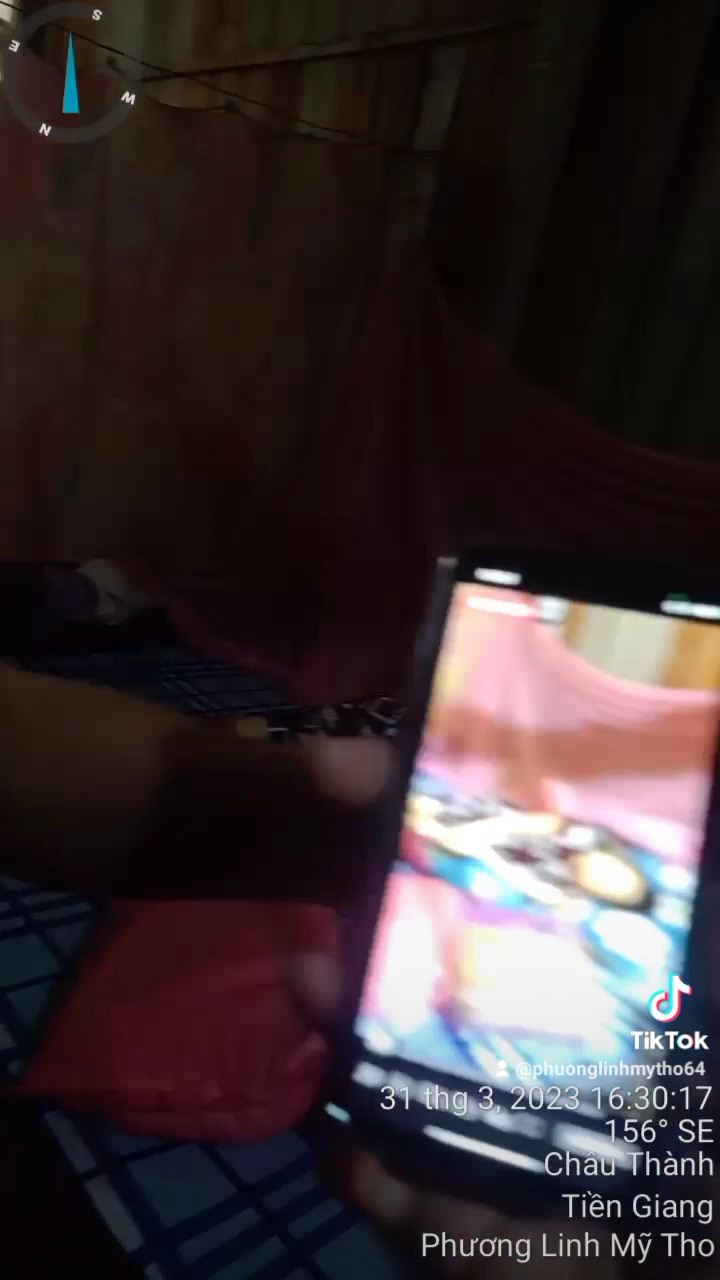 S
E
W
N
TikTok
@phuonglinhmytho64
31 thg 3, 2023 16:30:17
156° SE
Châu Thành
Tiền Giang
Phương Linh Mỹ Tho